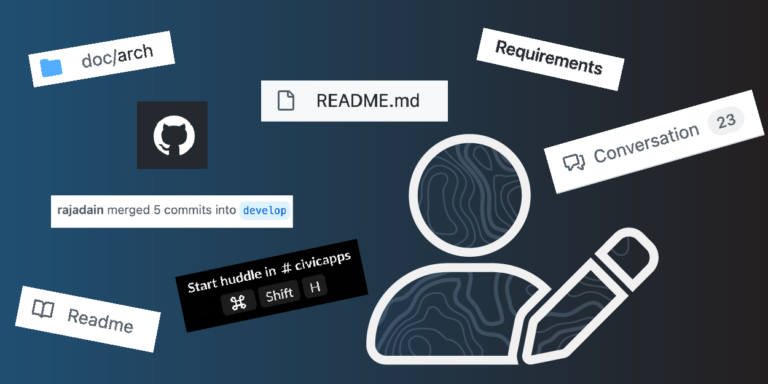 doc/arch
Requirements
README.md
Conversation 23
rajadain merged 5 commits into develop
Start huddle in # civicapps
⌘ Shift H
Readme